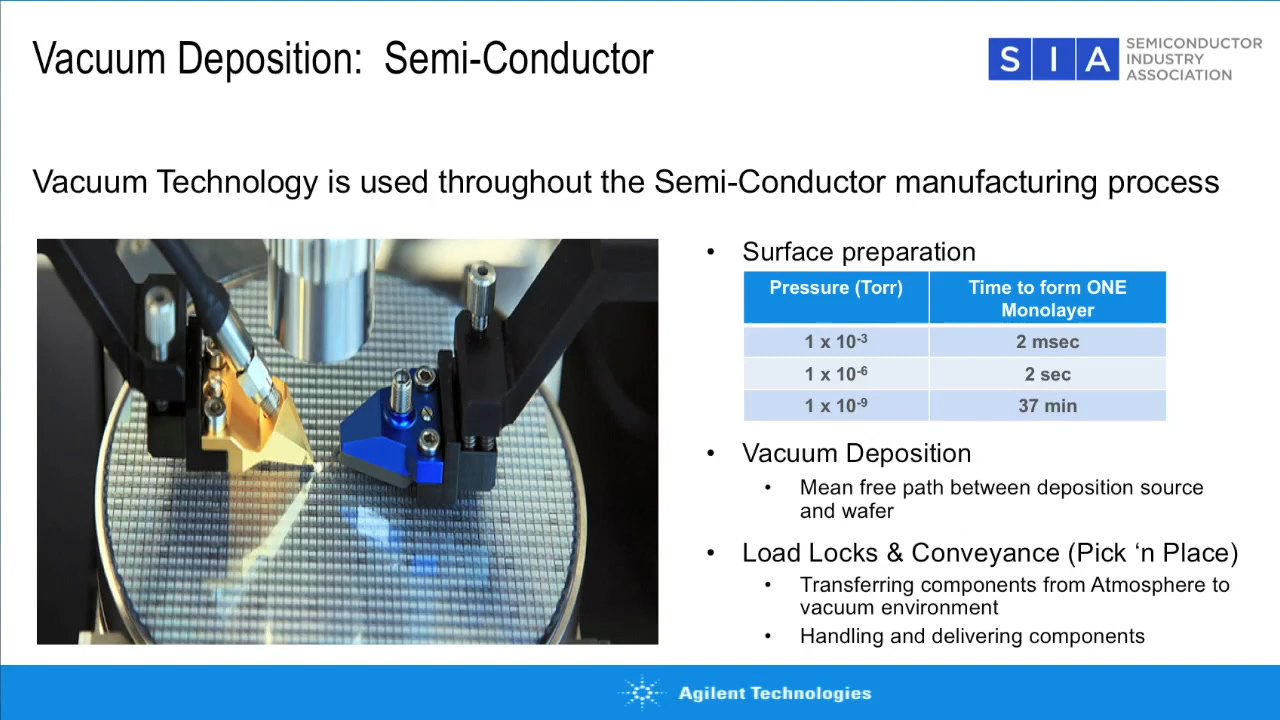 Vacuum Deposition: Semi-Conductor
S I A
SEMICONDUCTOR
INDUSTRY
ASSOCIATION
Vacuum Technology is used throughout the Semi-Conductor manufacturing process
• Surface preparation
Pressure (Torr) Time to form ONE
Monolayer
1 x 10⁻³ 2 msec
1 x 10⁻⁶ 2 sec
1 x 10⁻⁹ 37 min
• Vacuum Deposition
• Mean free path between deposition source
and wafer
• Load Locks & Conveyance (Pick ‘n Place)
• Transferring components from Atmosphere to
vacuum environment
• Handling and delivering components
Agilent Technologies